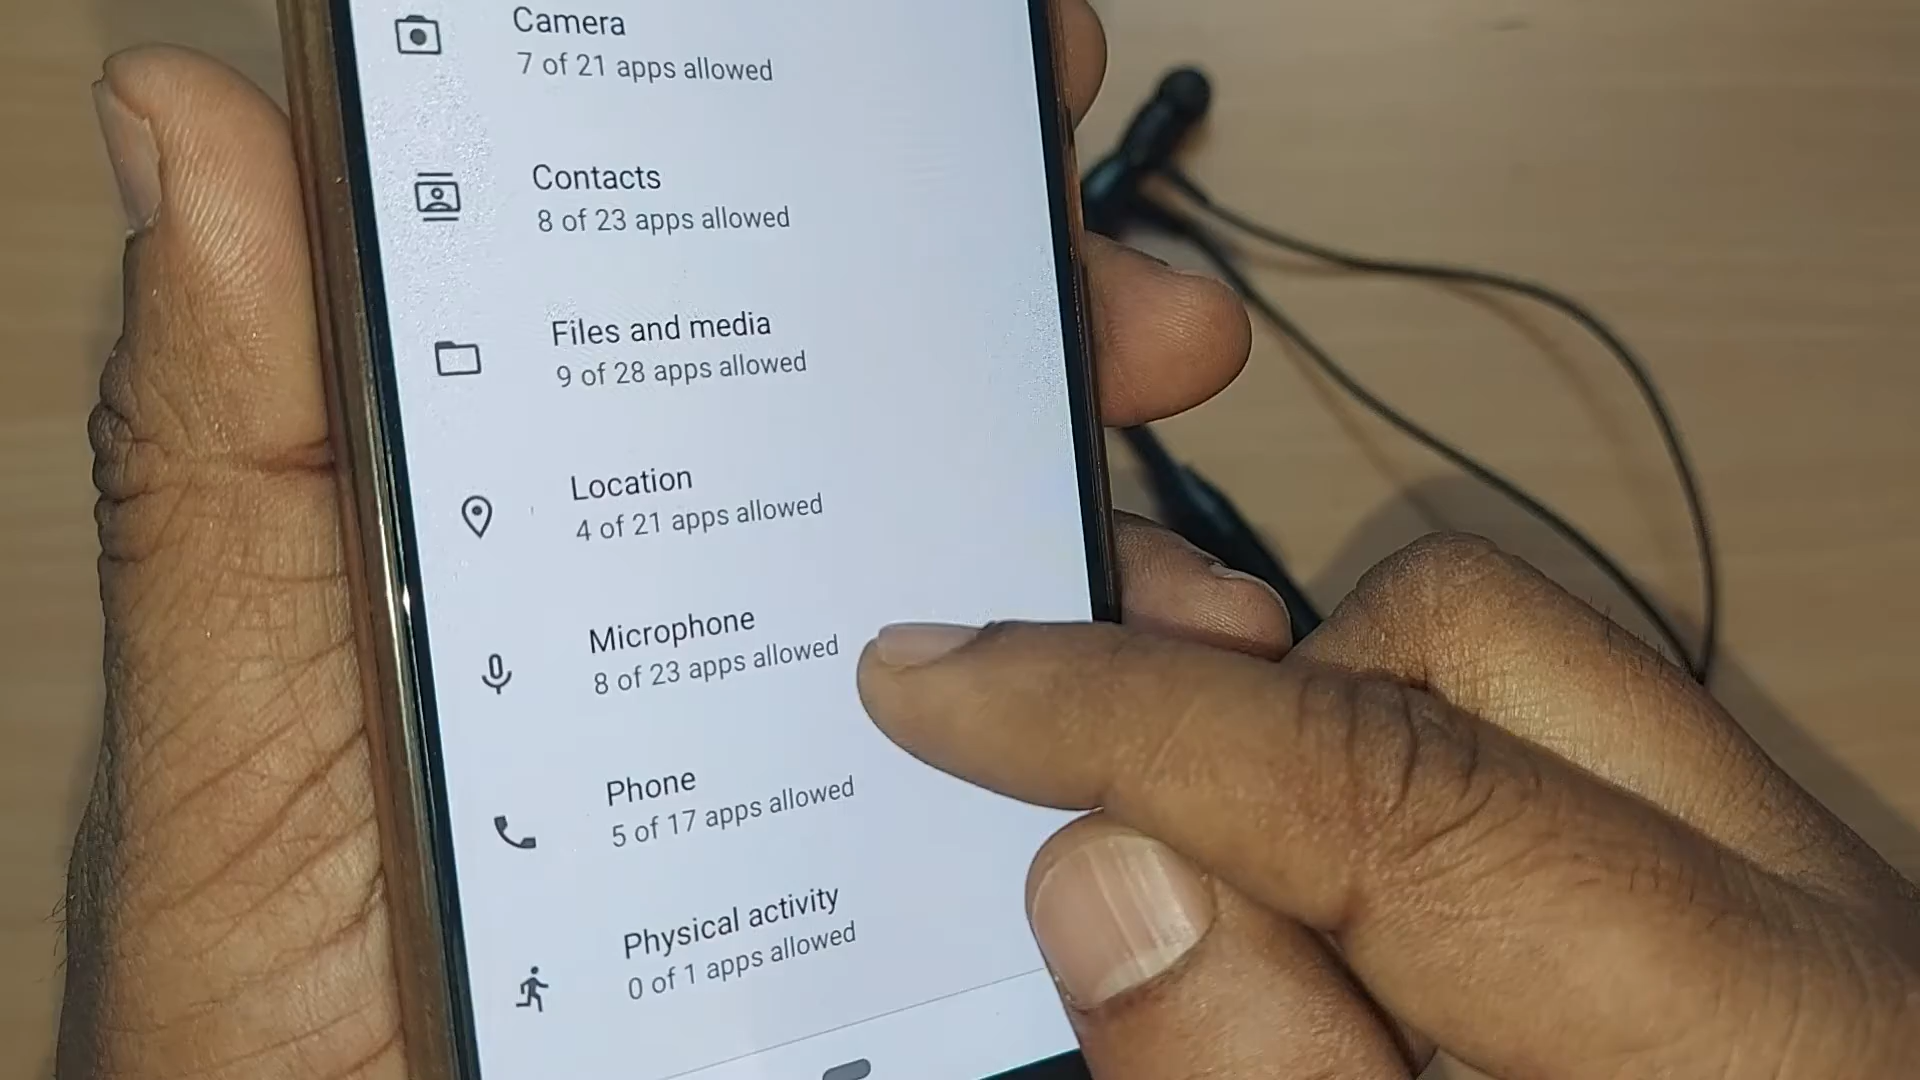 Camera
7 of 21 apps allowed
Contacts
8 of 23 apps allowed
Files and media
9 of 28 apps allowed
Location
4 of 21 apps allowed
Microphone
8 of 23 apps allowed
Phone
5 of 17 apps allowed
Physical activity
0 of 1 apps allowed